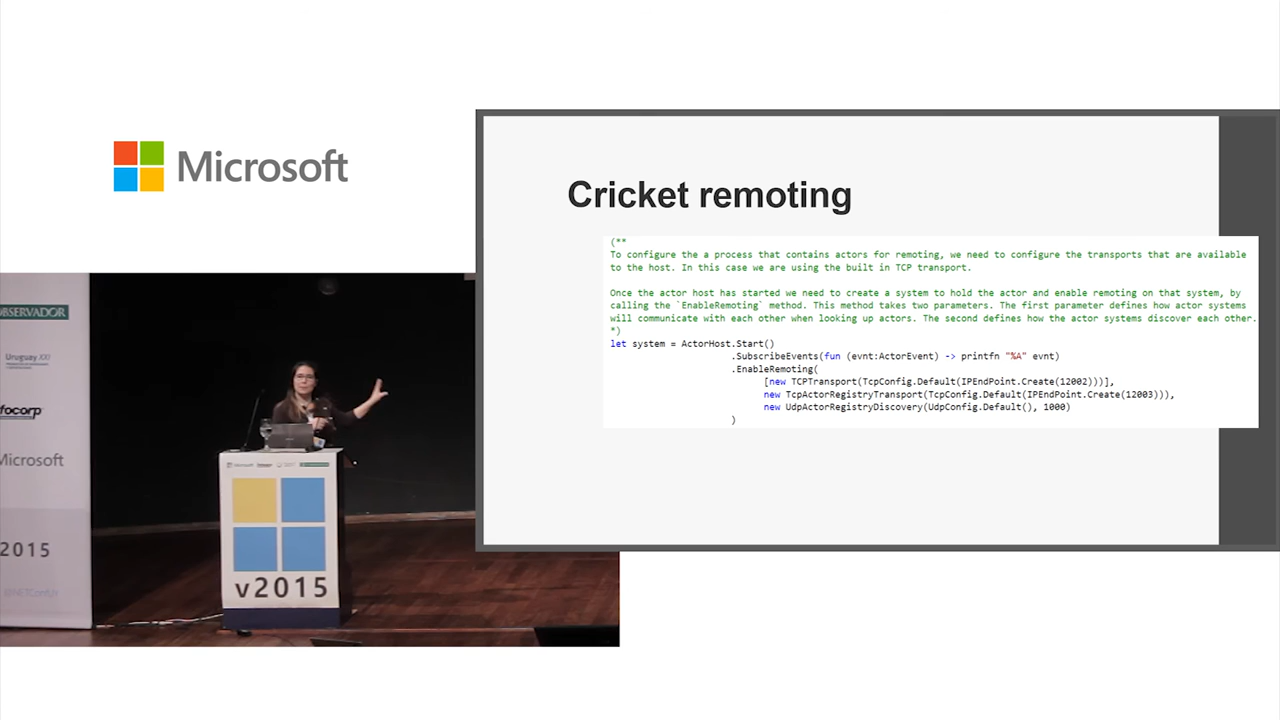 Microsoft
Cricket remoting
(**
To configure the a process that contains actors for remoting, we need to configure the transports that are available
to the host. In this case we are using the built in TCP transport.
Once the actor host has started we need to create a system to hold the actor and enable remoting on that system, by
calling the `EnableRemoting` method. This method takes two parameters. The first parameter defines how actor systems
will communicate with each other when looking up actors. The second defines how the actor systems discover each other.
*)
let system = ActorHost.Start()
.SubscribeEvents(fun (evnt:ActorEvent) -> printfn "%A" evnt)
.EnableRemoting(
[new TCPTransport(TcpConfig.Default(IPEndPoint.Create(12002)))],
new TcpActorRegistryTransport(TcpConfig.Default(IPEndPoint.Create(12003))),
new UdpActorRegistryDiscovery(UdpConfig.Default(), 1000)
)
OBSERVADOR
Uruguay XXI
focorp
Microsoft
2015
v2015